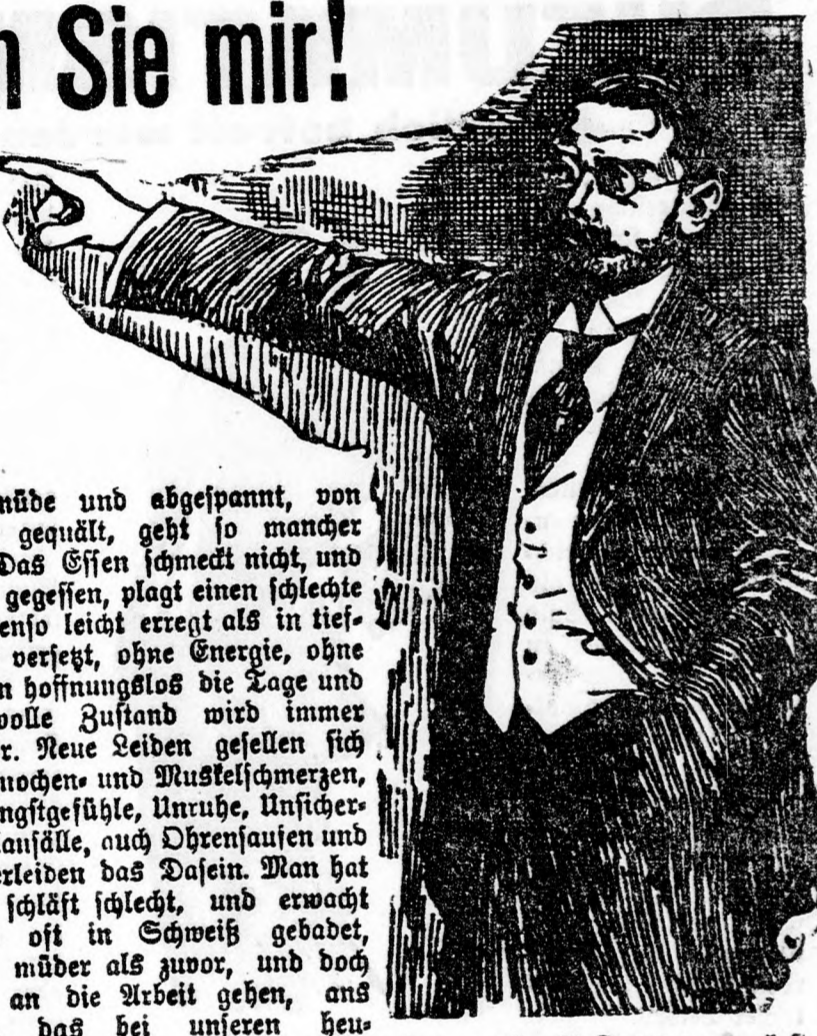 n Sie mir!
müde und abgespannt, von
gequält, geht so mancher
Das Essen schmeckt nicht, und
gegessen, plagt einen schlechte
enso leicht erregt als in tief-
versetzt, ohne Energie, ohne
n hoffnungslos die Tage und
volle Zustand wird immer
r. Neue Leiden gesellen sich
nochen- und Muskelschmerzen,
ngstgefühle, Unruhe, Unsicher-
lanfälle, auch Ohrensausen und
erleiden das Dasein. Man hat
schläft schlecht, und erwacht
oft in Schweiß gebadet,
müder als zuvor, und doch
an die Arbeit gehen, ans
das bei unseren heu-